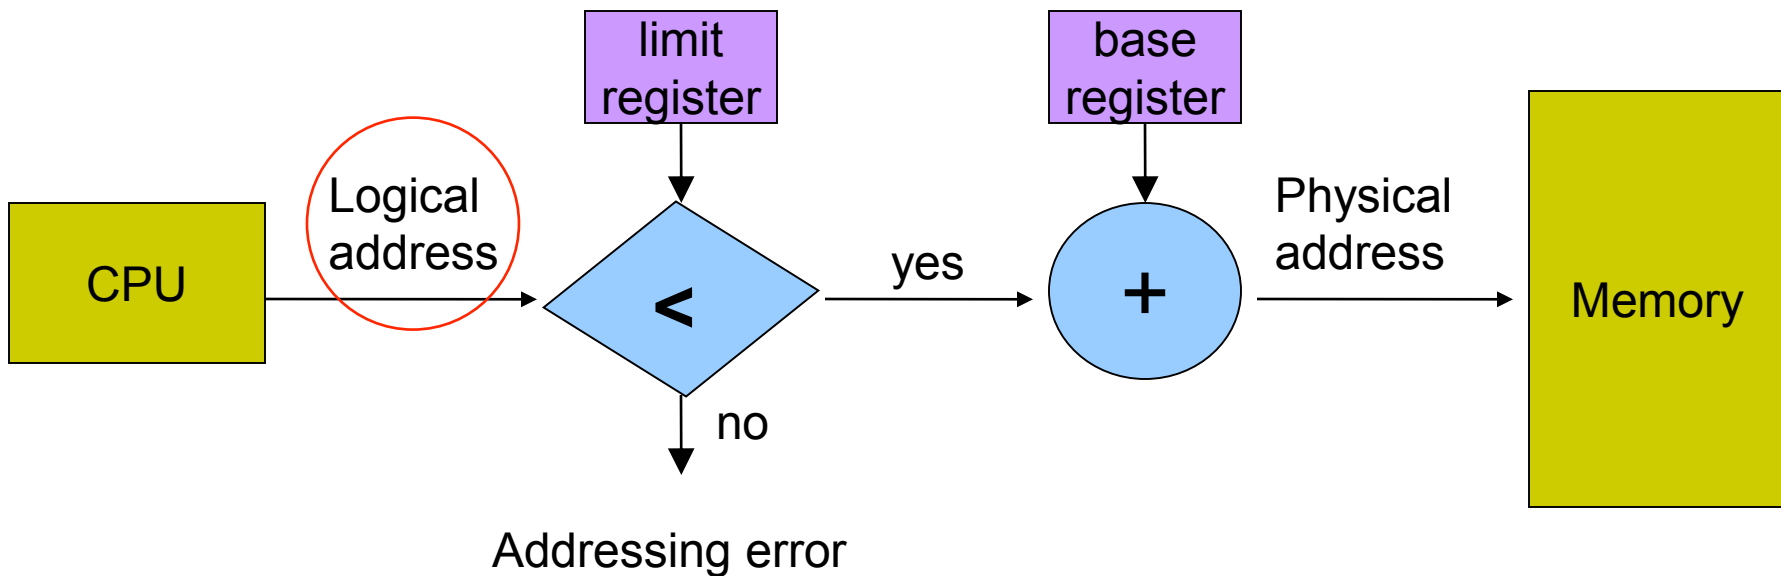 limit
register
base
register
Logical
address
Physical
address
CPU
<
yes
+
Memory
no
Addressing error